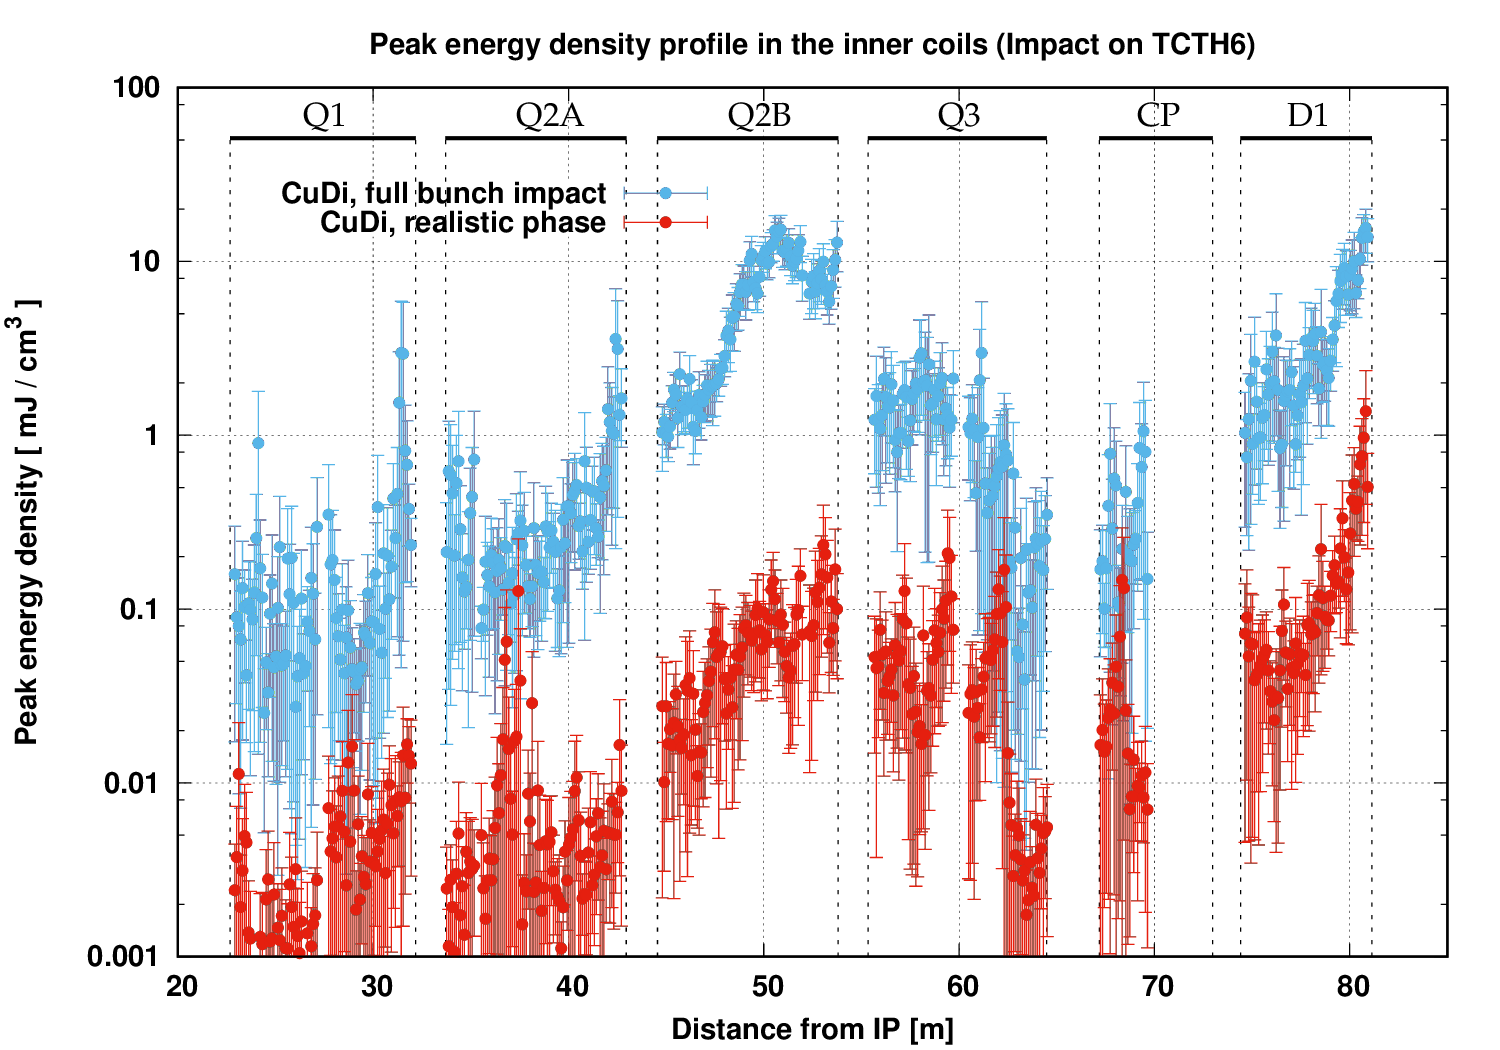 Peak energy density profile in the inner coils (Impact on TCTH6)
100
Q1 Q2A Q2B Q3 CP D1
CuDi, full bunch impact
CuDi, realistic phase
10
1
0.1
0.01
0.001
Peak energy density [ mJ / cm3 ]
20 30 40 50 60 70 80
Distance from IP [m]